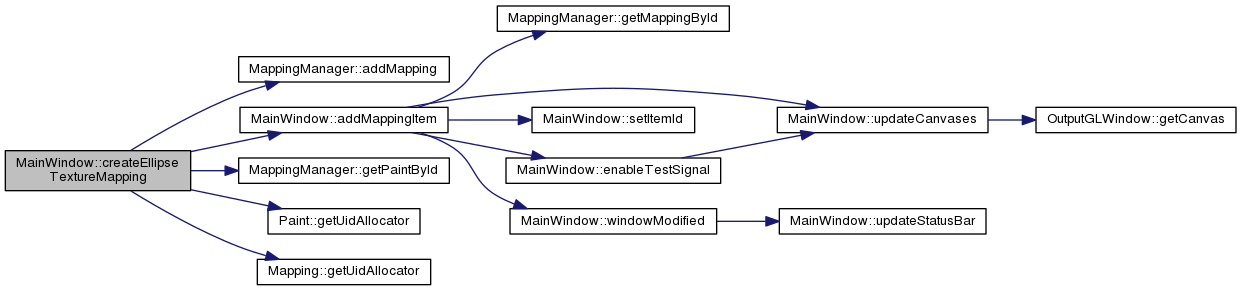 MainWindow::createEllipse
TextureMapping
MappingManager::addMapping
MainWindow::addMappingItem
MappingManager::getPaintById
Paint::getUidAllocator
Mapping::getUidAllocator
MappingManager::getMappingById
MainWindow::setItemId
MainWindow::enableTestSignal
MainWindow::windowModified
MainWindow::updateCanvases
MainWindow::updateStatusBar
OutputGLWindow::getCanvas